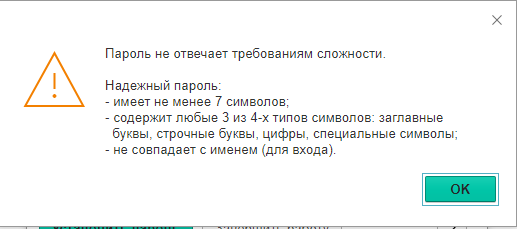 Пароль не отвечает требованиям сложности.
Надежный пароль:
- имеет не менее 7 символов;
- содержит любые 3 из 4-х типов символов: заглавные
буквы, строчные буквы, цифры, специальные символы;
- не совпадает с именем (для входа).
OK